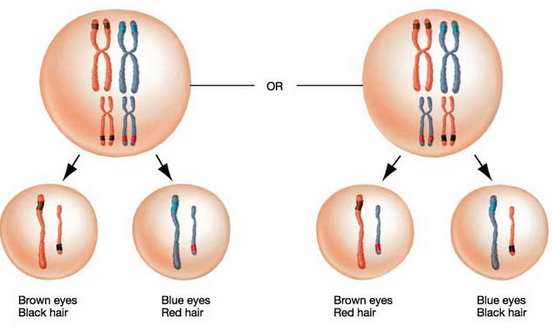 OR
Brown eyes
Black hair
Blue eyes
Red hair
Brown eyes
Red hair
Blue eyes
Black hair